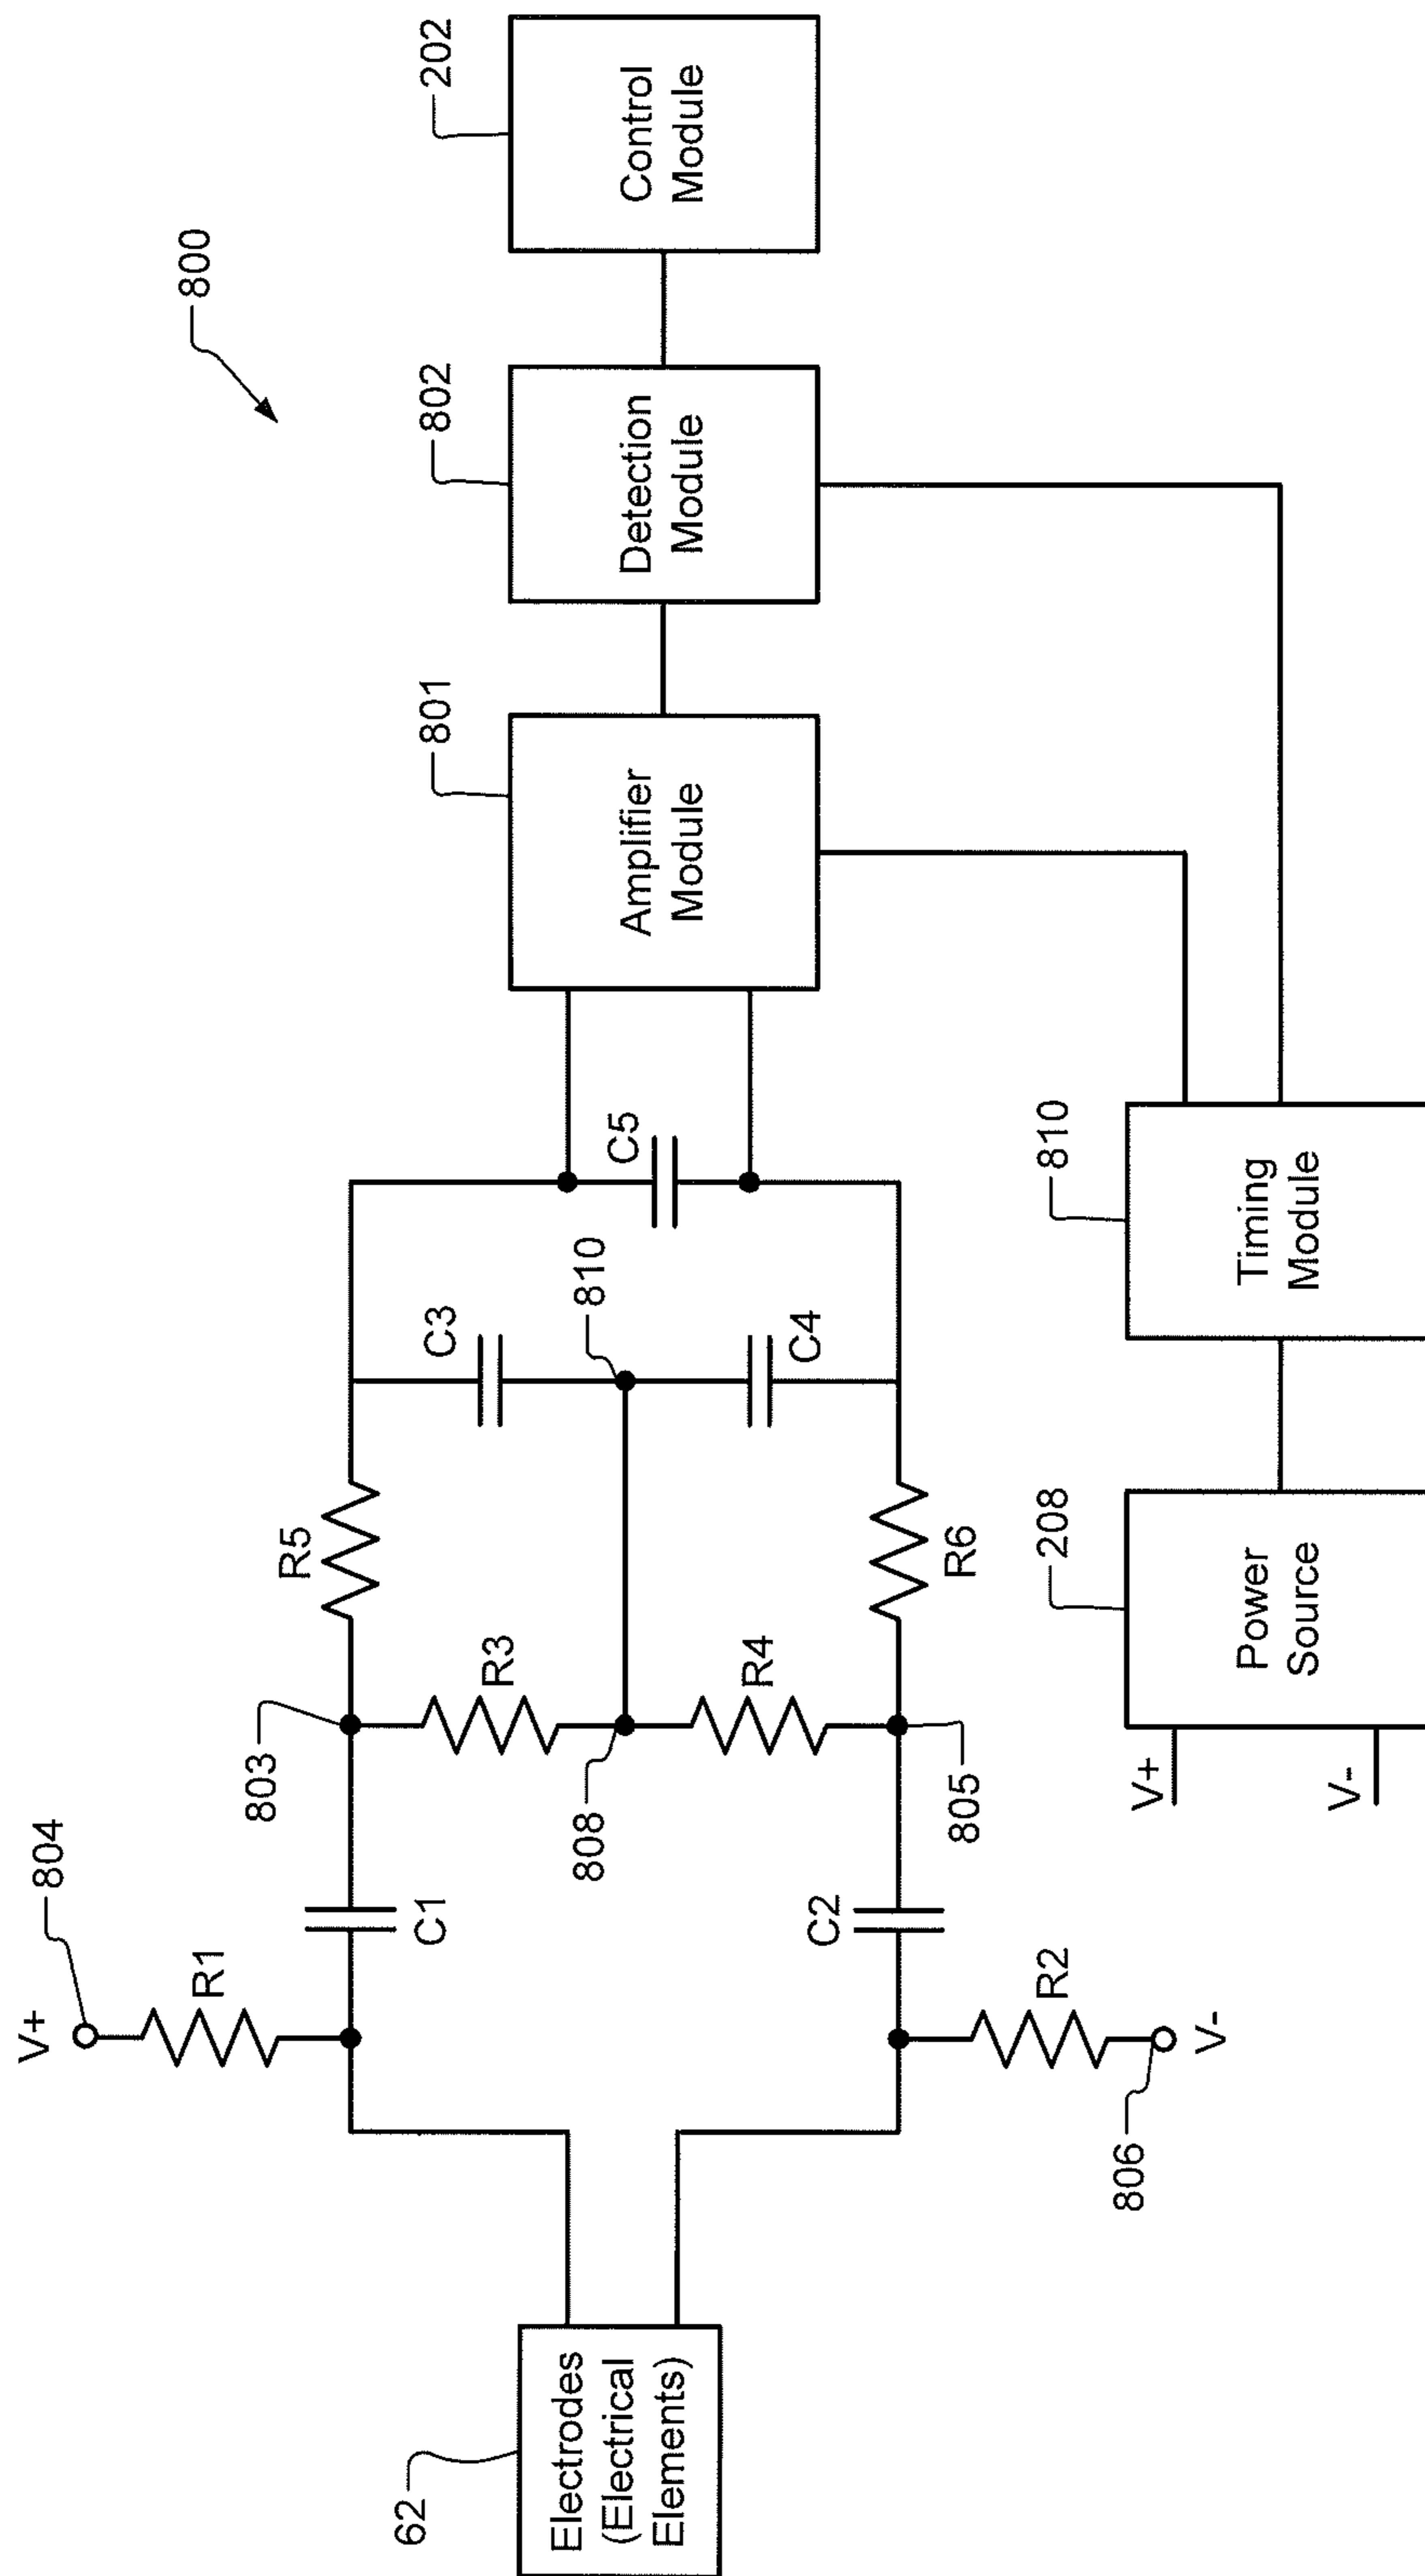 800
V+
804
R1
C1
803
R5
R3
808
R4
805
C2
R2
V-
806
R6
C3
810
C4
C5
62
Electrodes
(Electrical
Elements)
801
Amplifier
Module
802
Detection
Module
202
Control
Module
V+
V-
208
Power
Source
810
Timing
Module